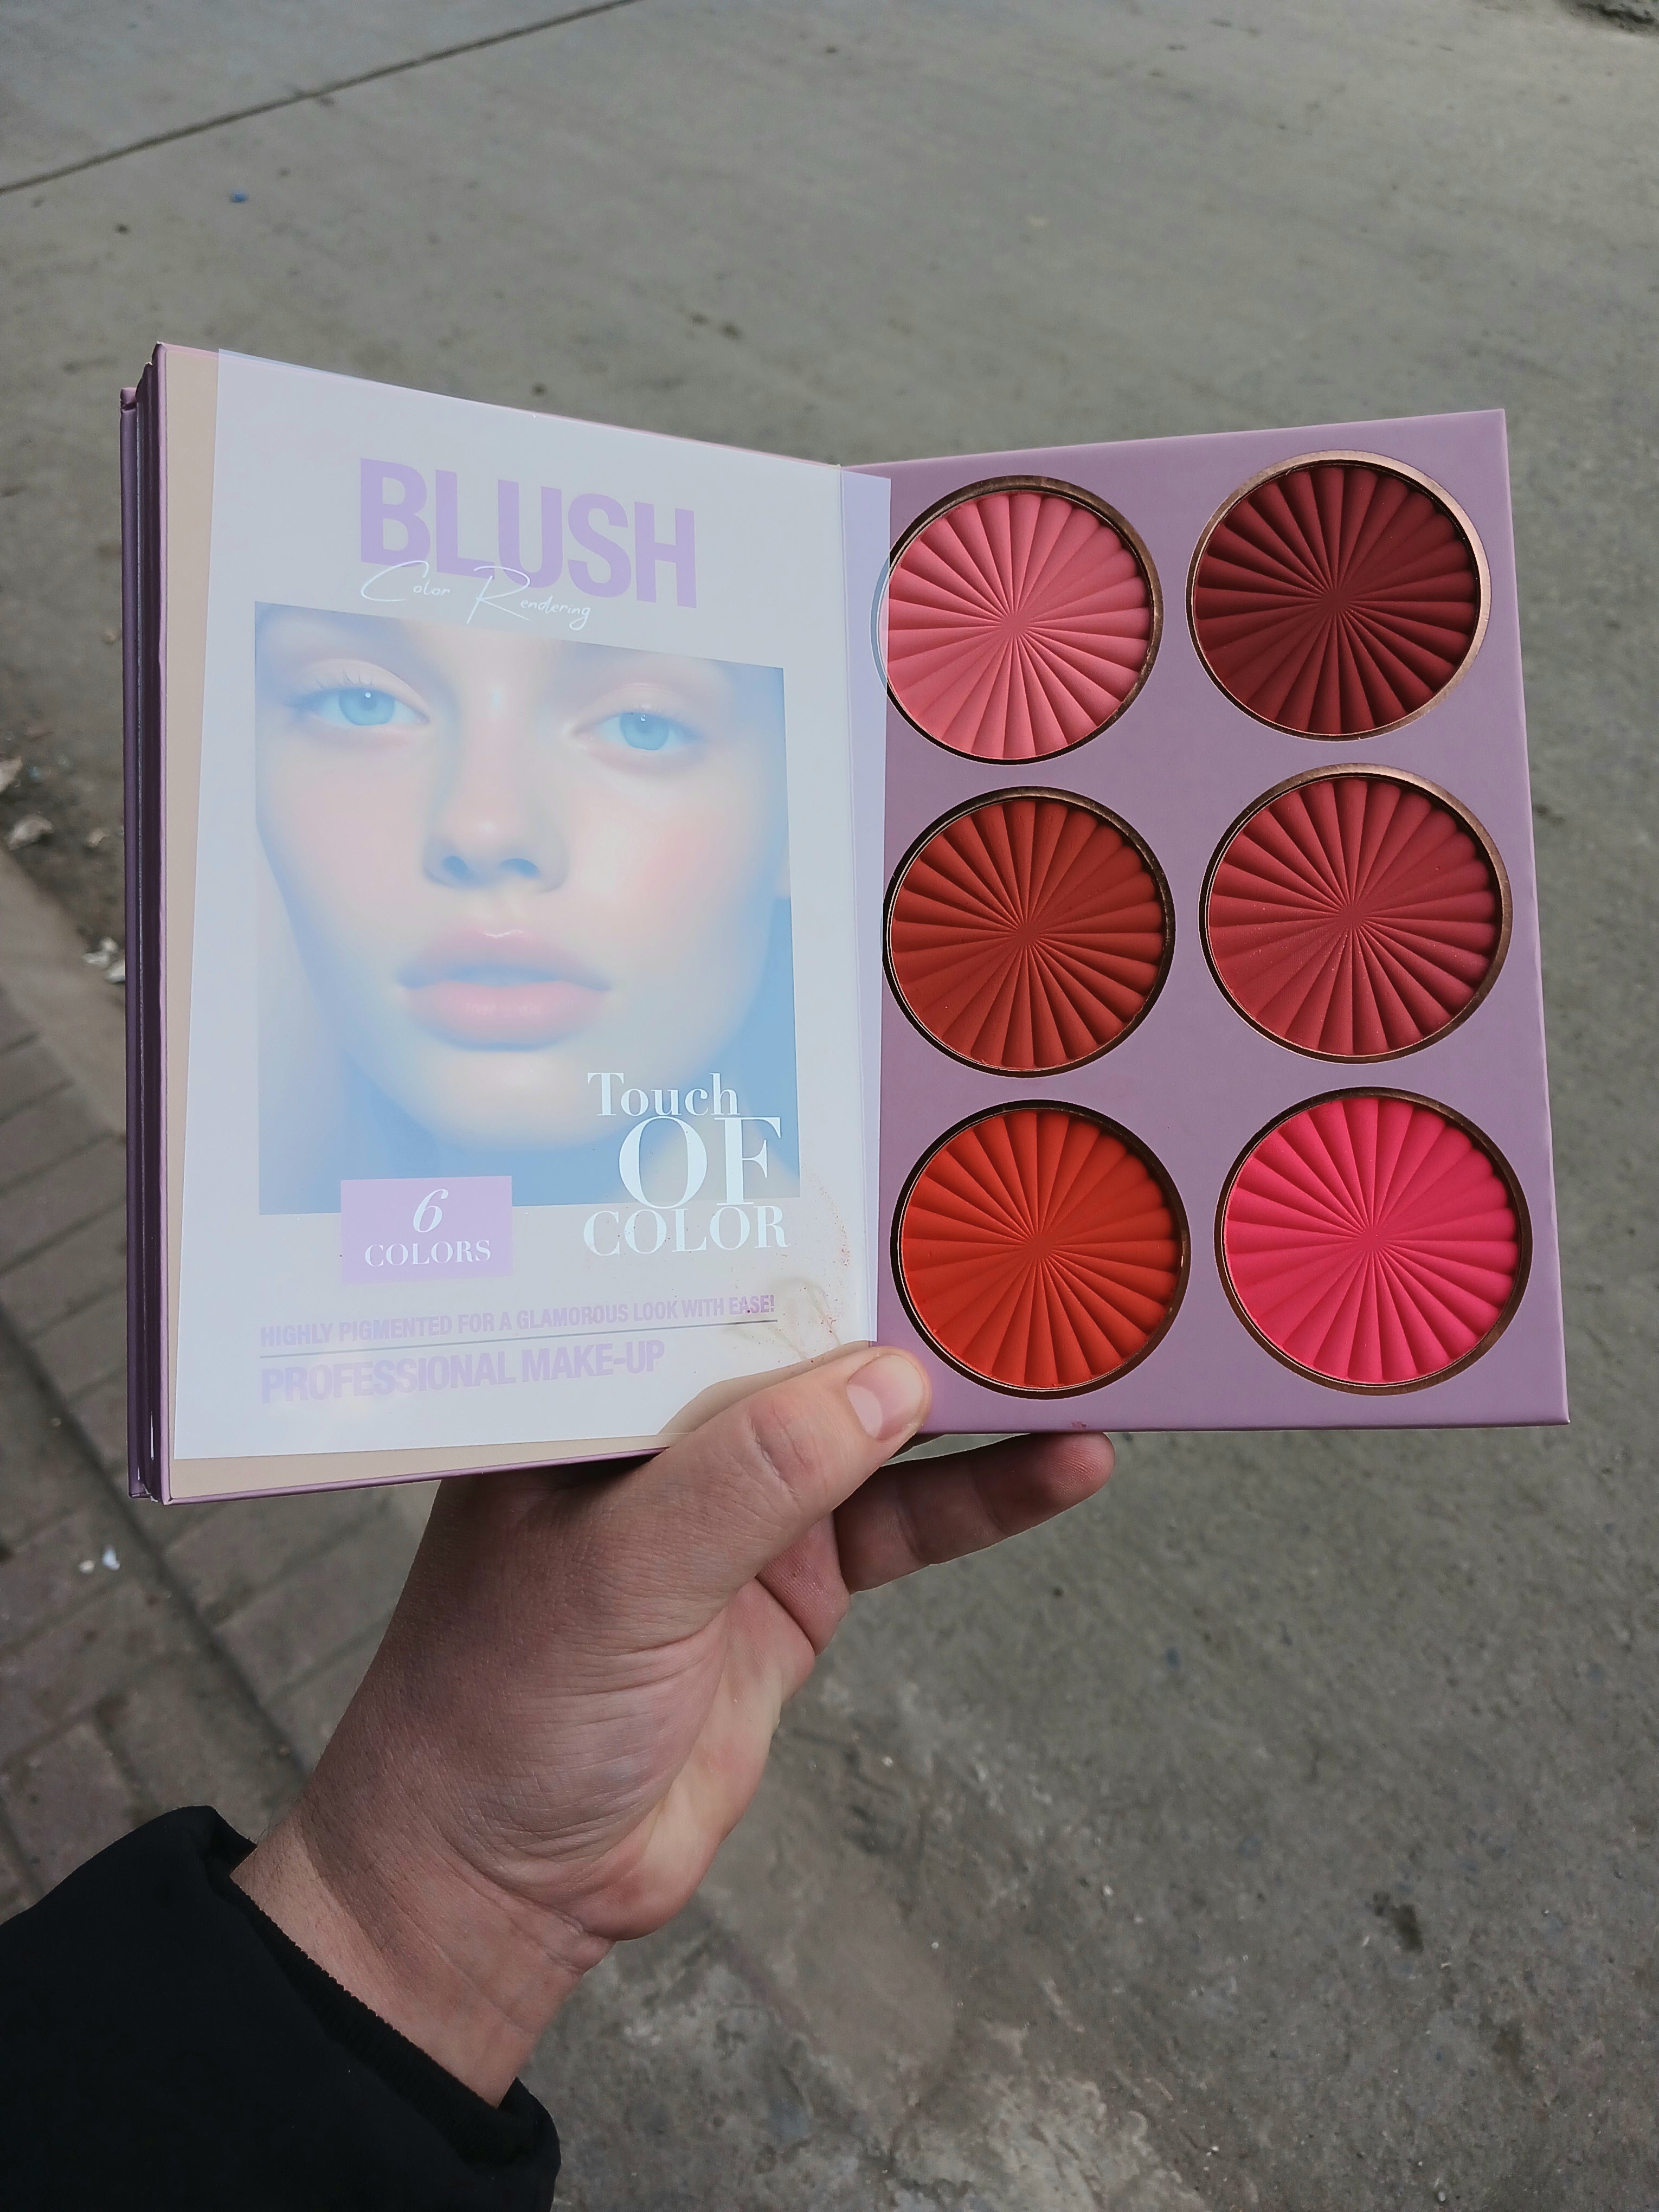 BLUSH
Color Rendering
Touch
OF
COLOR
6
COLORS
HIGHLY PIGMENTED FOR A GLAMOROUS LOOK WITH EASE!
PROFESSIONAL MAKE-UP